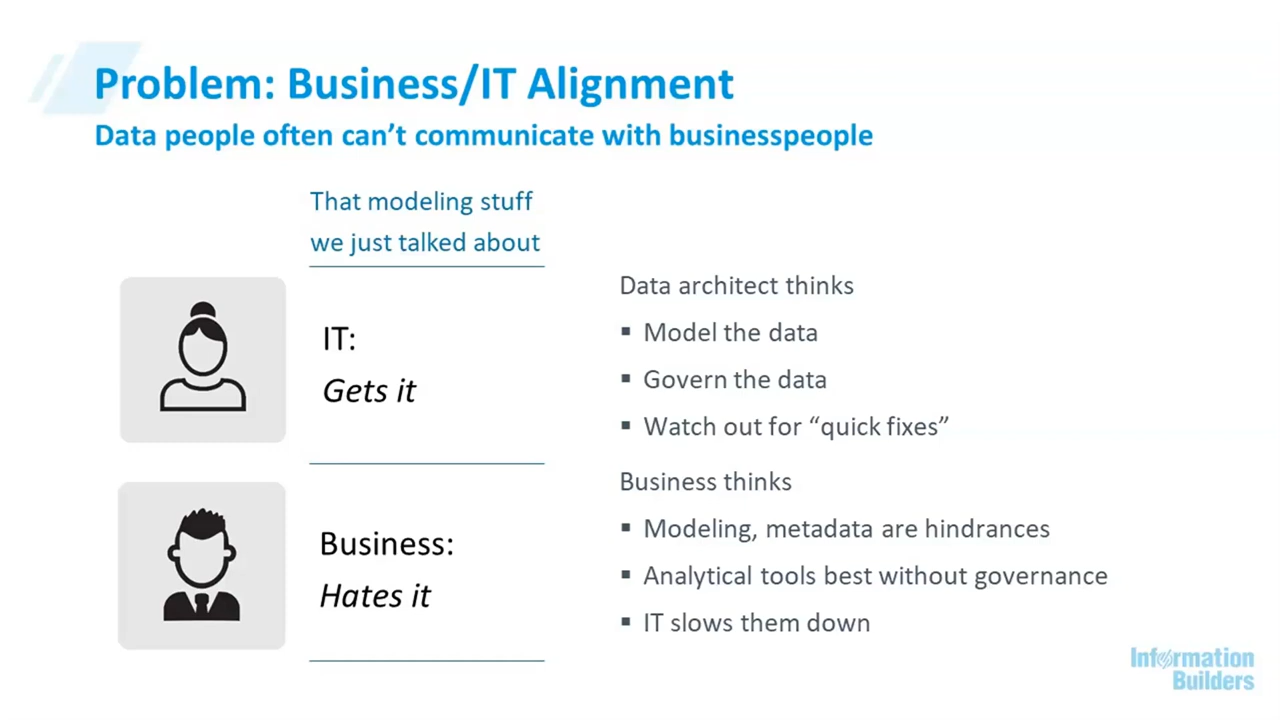 Problem: Business/IT Alignment
Data people often can’t communicate with businesspeople
That modeling stuff
we just talked about
IT:
Gets it
Data architect thinks
▪ Model the data
▪ Govern the data
▪ Watch out for “quick fixes”
Business:
Hates it
Business thinks
▪ Modeling, metadata are hindrances
▪ Analytical tools best without governance
▪ IT slows them down
Information
Builders